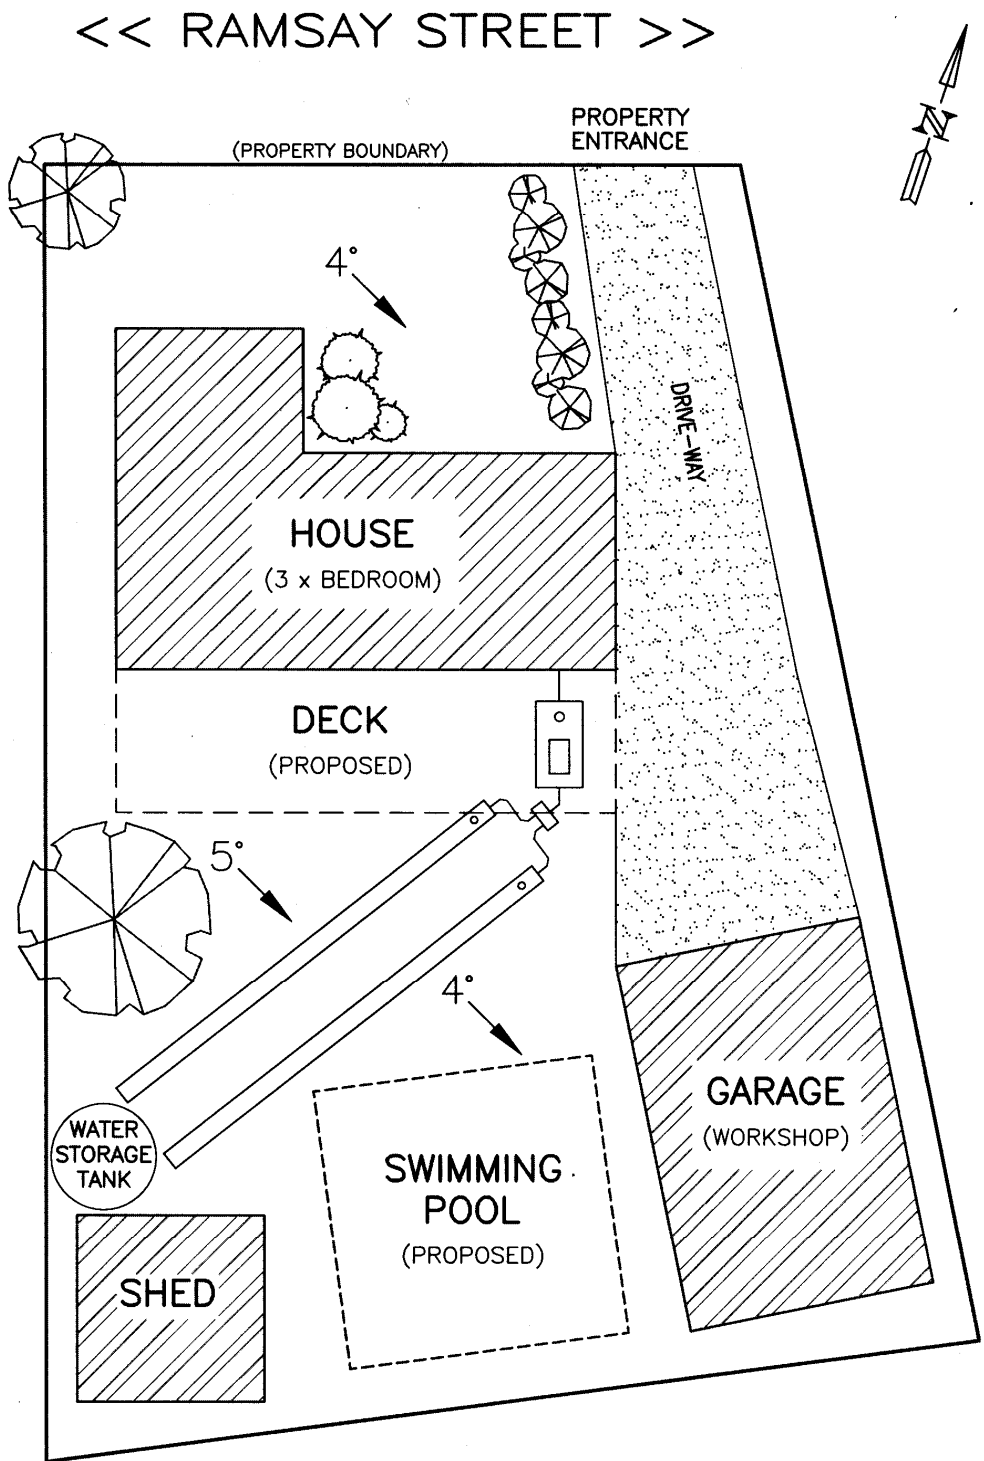 << RAMSAY STREET >>
PROPERTY
ENTRANCE
(PROPERTY BOUNDARY)
N
4°
DRIVE-WAY
HOUSE
(3 x BEDROOM)
DECK
(PROPOSED)
5°
4°
WATER
STORAGE
TANK
GARAGE
(WORKSHOP)
SWIMMING
POOL
(PROPOSED)
SHED